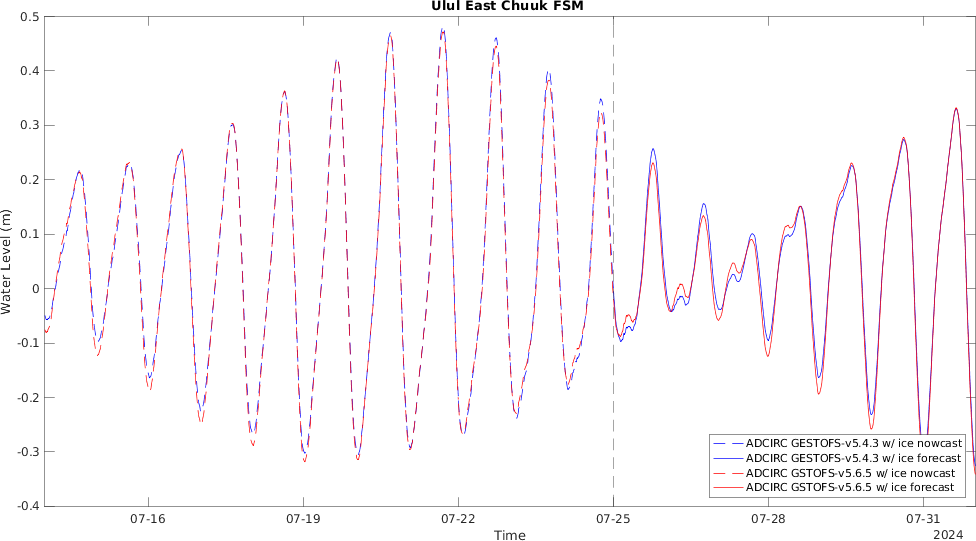 Ulul East Chuuk FSM
0.5
0.4
0.3
0.2
0.1
0
-0.1
-0.2
-0.3
-0.4
Water Level (m)
ADCIRC GESTOFS-v5.4.3 w/ ice nowcast
ADCIRC GESTOFS-v5.4.3 w/ ice forecast
ADCIRC GSTOFS-v5.6.5 w/ ice nowcast
ADCIRC GSTOFS-v5.6.5 w/ ice forecast
07-16 07-19 07-22 07-25 07-28 07-31
Time
2024